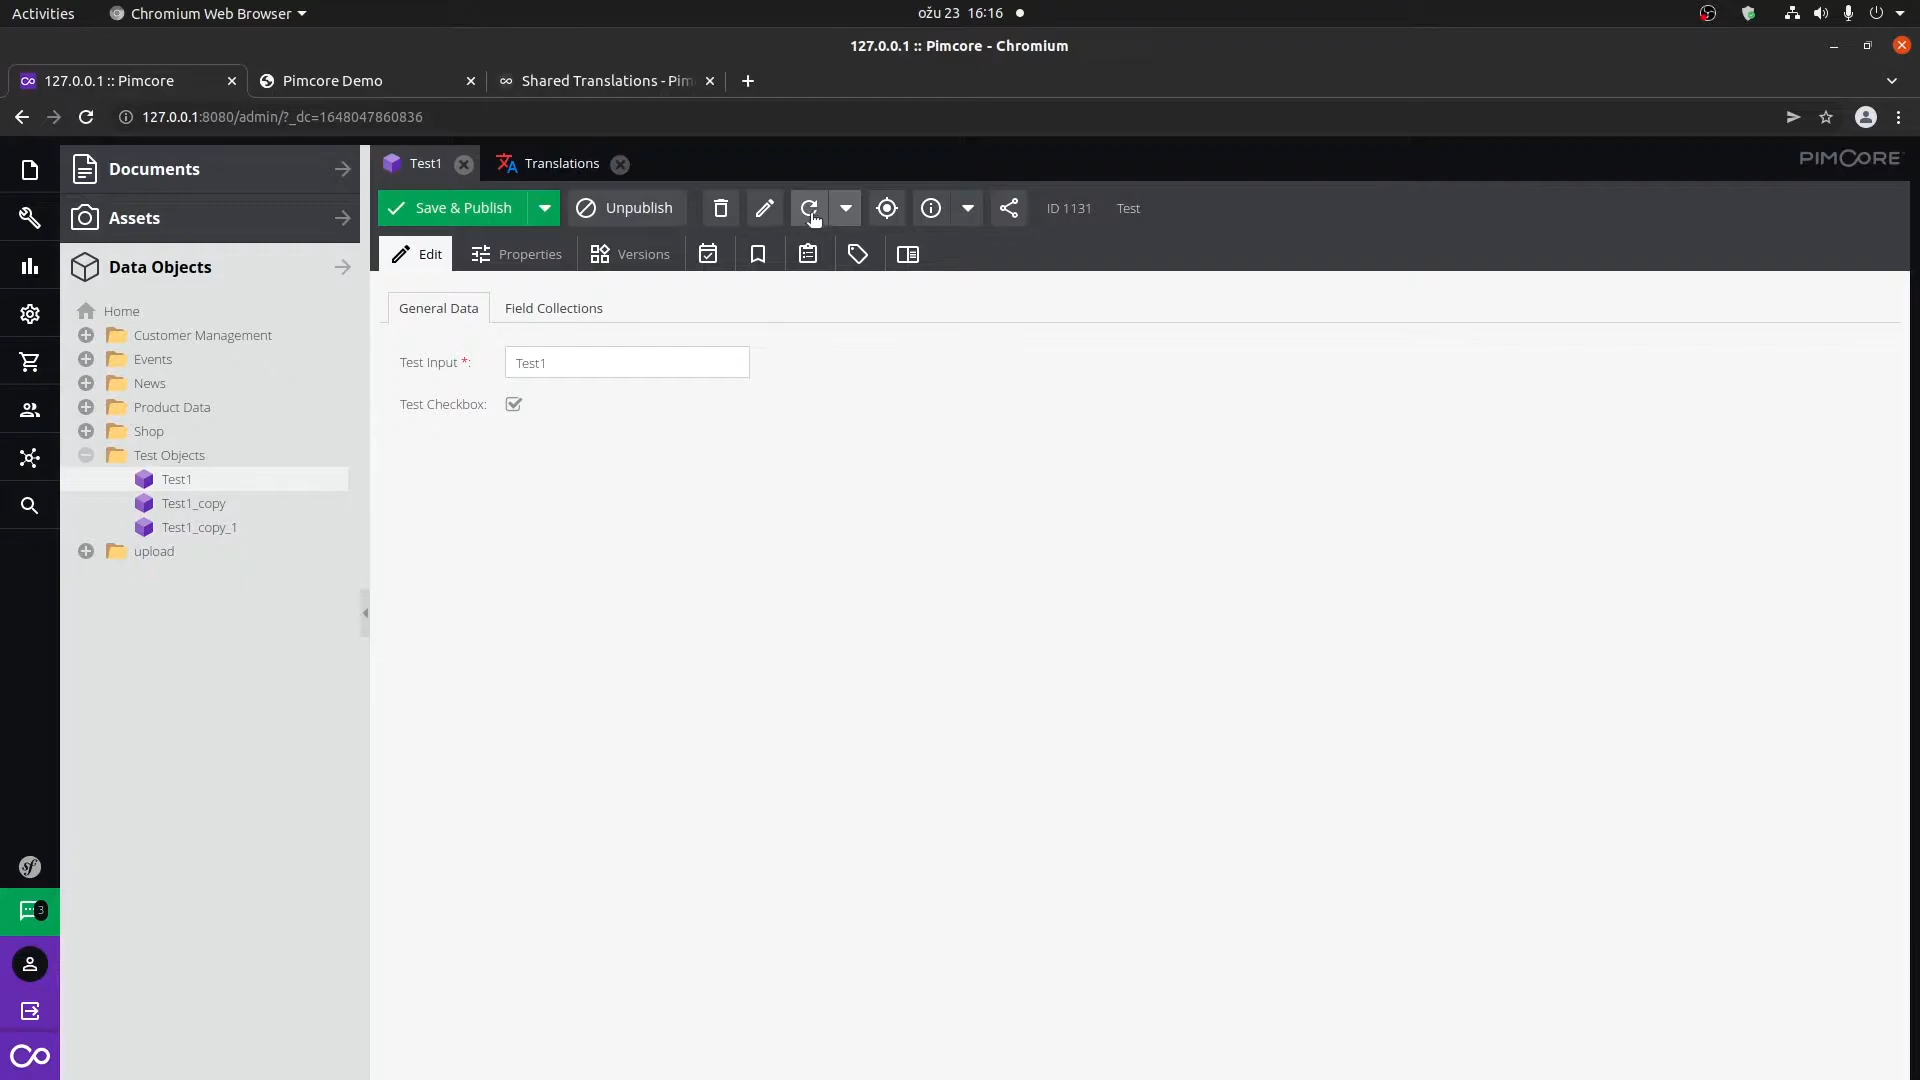 Activities
Chromium Web Browser
ožu 23 16:16
127.0.0.1 :: Pimcore - Chromium
127.0.0.1 :: Pimcore
Pimcore Demo
Shared Translations - Pim
127.0.0.1:8080/admin/?_dc=1648047860836
Documents
Test1
Translations
PIMCORE
Assets
Save & Publish
Unpublish
ID 1131
Test
Data Objects
Edit
Properties
Versions
Home
General Data
Field Collections
Customer Management
Events
Test Input *:
Test1
News
Product Data
Test Checkbox:
Shop
Test Objects
Test1
Test1_copy
Test1_copy_1
upload
sf
3